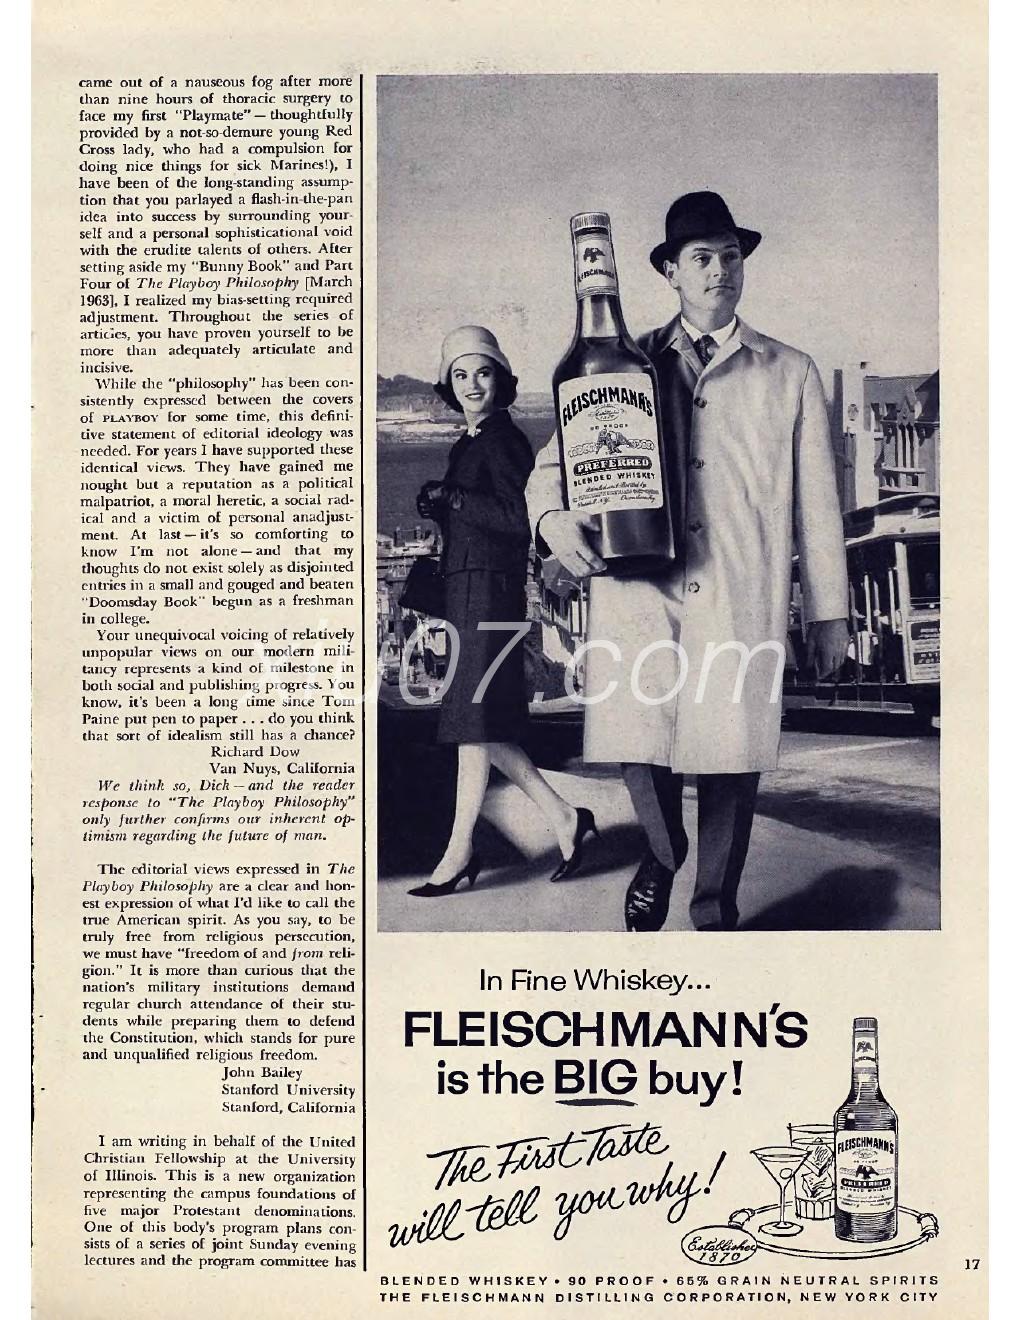 came out of a nauseous fog after more
than nine hours of thoracic surgery to
face my first "Playmate" — thoughtfully
provided by a not-so-demure young Red
Cross lady, who had a compulsion for
doing nice things for sick Marines!), I
have been of the long-standing assump-
tion that you parlayed a flash-in-the-pan
idea into success by surrounding your-
self and a personal sophisticational void
with the erudite talents of others. After
setting aside my "Bunny Book" and Part
Four of The Playboy Philosophy [March
1963], I realized my bias-setting required
adjustment. Throughout the series of
articles, you have proven yourself to be
more than adequately articulate and
incisive.
While the "philosophy" has been con-
sistently expressed between the covers
of PLAYBOY for some time, this defini-
tive statement of editorial ideology was
needed. For years I have supported these
identical views. They have gained me
nought but a reputation as a political
malpatriot, a moral heretic, a social rad-
ical and a victim of personal anadjust-
ment. At last — it's so comforting to
know I'm not alone — and that my
thoughts do not exist solely as disjointed
entries in a small and gouged and beaten
"Doomsday Book" begun as a freshman
in college.
Your unequivocal voicing of relatively
unpopular views on our modern mili-
tancy represents a kind of milestone in
both social and publishing progress. You
know, it's been a long time since Tom
Paine put pen to paper . . . do you think
that sort of idealism still has a chance?
Richard Dow
Van Nuys, California
We think so, Dick — and the reader
response to "The Playboy Philosophy"
only further confirms our inherent op-
timism regarding the future of man.
The editorial views expressed in The
Playboy Philosophy are a clear and hon-
est expression of what I'd like to call the
true American spirit. As you say, to be
truly free from religious persecution,
we must have "freedom of and from reli-
gion." It is more than curious that the
nation's military institutions demand
regular church attendance of their stu-
dents while preparing them to defend
the Constitution, which stands for pure
and unqualified religious freedom.
John Bailey
Stanford University
Stanford, California
I am writing in behalf of the United
Christian Fellowship at the University
of Illinois. This is a new organization
representing the campus foundations of
five major Protestant denominations.
One of this body's program plans con-
sists of a series of joint Sunday evening
lectures and the program committee has
FLEISCHMANN'S
FLEISCHMANN'S
90 PROOF
PREFERRED
BLENDED WHISKEY
07.com
In Fine Whiskey...
FLEISCHMANN'S
is the BIG buy!
The First Taste
will tell you why!
FLEISCHMANN'S
PREFERRED
BLENDED WHISKEY
Established
1870
BLENDED WHISKEY • 90 PROOF • 65% GRAIN NEUTRAL SPIRITS
THE FLEISCHMANN DISTILLING CORPORATION, NEW YORK CITY
17